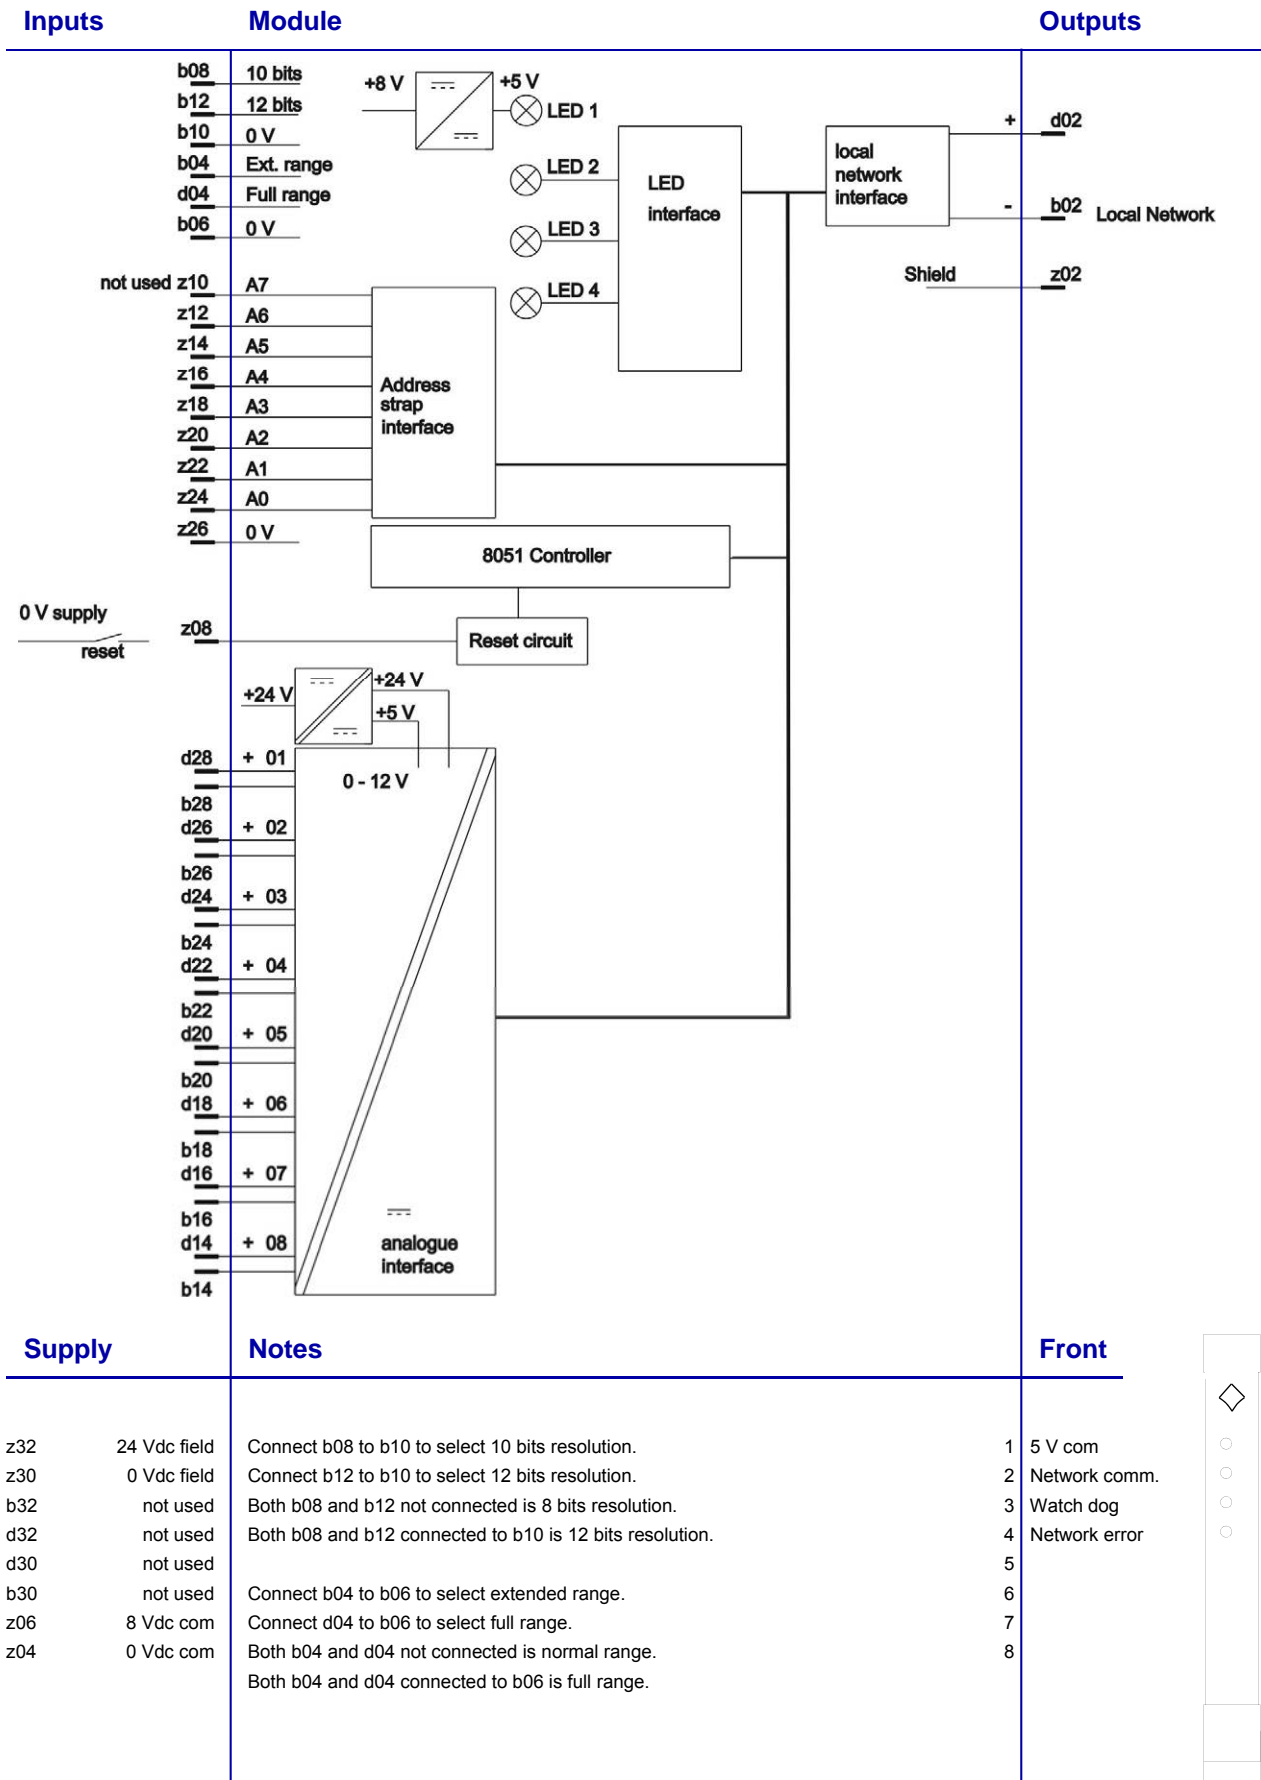 Inputs Module Outputs
b08 10 bits
+8 V +5 V
b12 12 bits LED 1
b10 0 V + d02
b04 Ext. range LED 2 LED interface local network interface
d04 Full range
b06 0 V LED 3 - b02 Local Network
not used z10 A7 Shield z02
LED 4
z12 A6
z14 A5
z16 A4 Address strap interface
z18 A3
z20 A2
z22 A1
z24 A0
z26 0 V
8051 Controller
0 V supply
reset
z08 Reset circuit
+24 V +24 V
+5 V
d28 + 01
0 - 12 V
b28
d26 + 02
b26
d24 + 03
b24
d22 + 04
b22
d20 + 05
b20
d18 + 06
b18
d16 + 07
b16
d14 + 08 analogue
interface
b14
Supply Notes Front
z32 24 Vdc field Connect b08 to b10 to select 10 bits resolution. 1 5 V com
z30 0 Vdc field Connect b12 to b10 to select 12 bits resolution. 2 Network comm.
b32 not used Both b08 and b12 not connected is 8 bits resolution. 3 Watch dog
d32 not used Both b08 and b12 connected to b10 is 12 bits resolution. 4 Network error
d30 not used 5
b30 not used Connect b04 to b06 to select extended range. 6
z06 8 Vdc com Connect d04 to b06 to select full range. 7
z04 0 Vdc com Both b04 and d04 not connected is normal range. 8
Both b04 and d04 connected to b06 is full range.